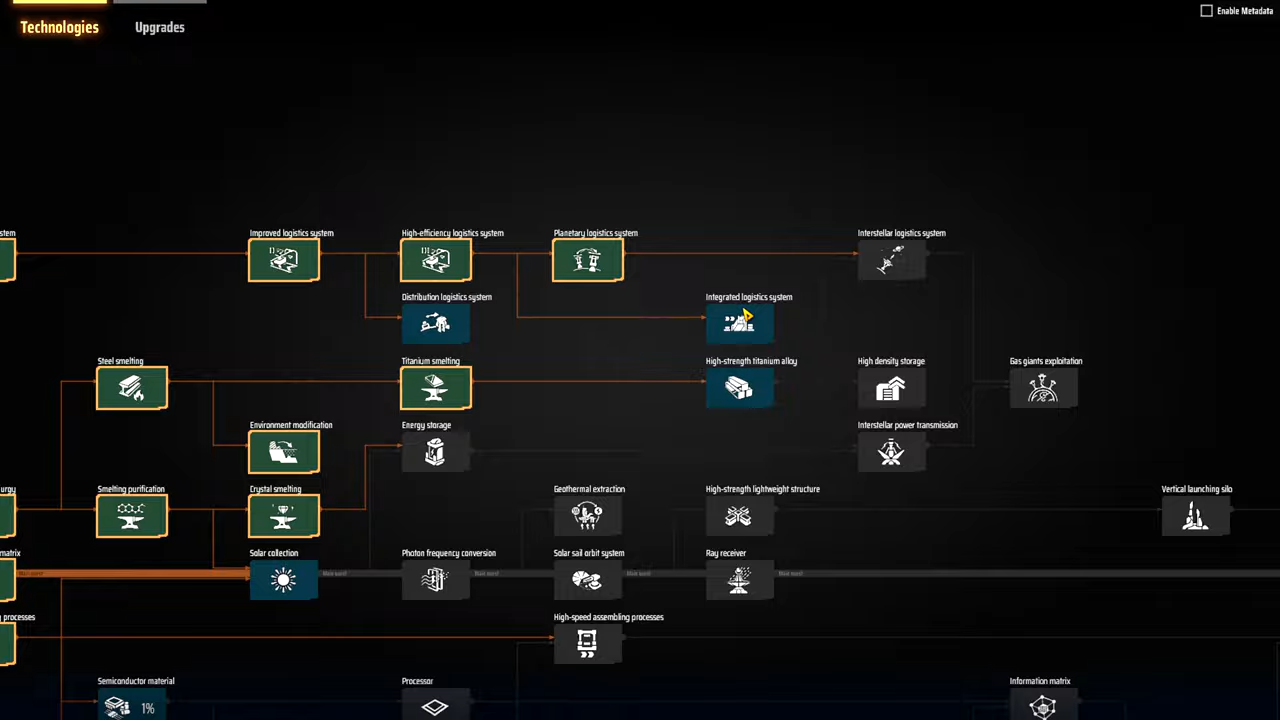 Technologies
Upgrades
Enable Metadata
stem
Improved logistics system
High-efficiency logistics system
Planetary logistics system
Interstellar logistics system
Distribution logistics system
Integrated logistics system
Steel smelting
Titanium smelting
High-strength titanium alloy
High density storage
Gas giants exploitation
Environment modification
Energy storage
Interstellar power transmission
urgy
Smelting purification
Crystal smelting
Geothermal extraction
High-strength lightweight structure
Vertical launching silo
matrix
Solar collection
Photon frequency conversion
Solar sail orbit system
Ray receiver
processes
High-speed assembling processes
Semiconductor material
Processor
Information matrix
1%